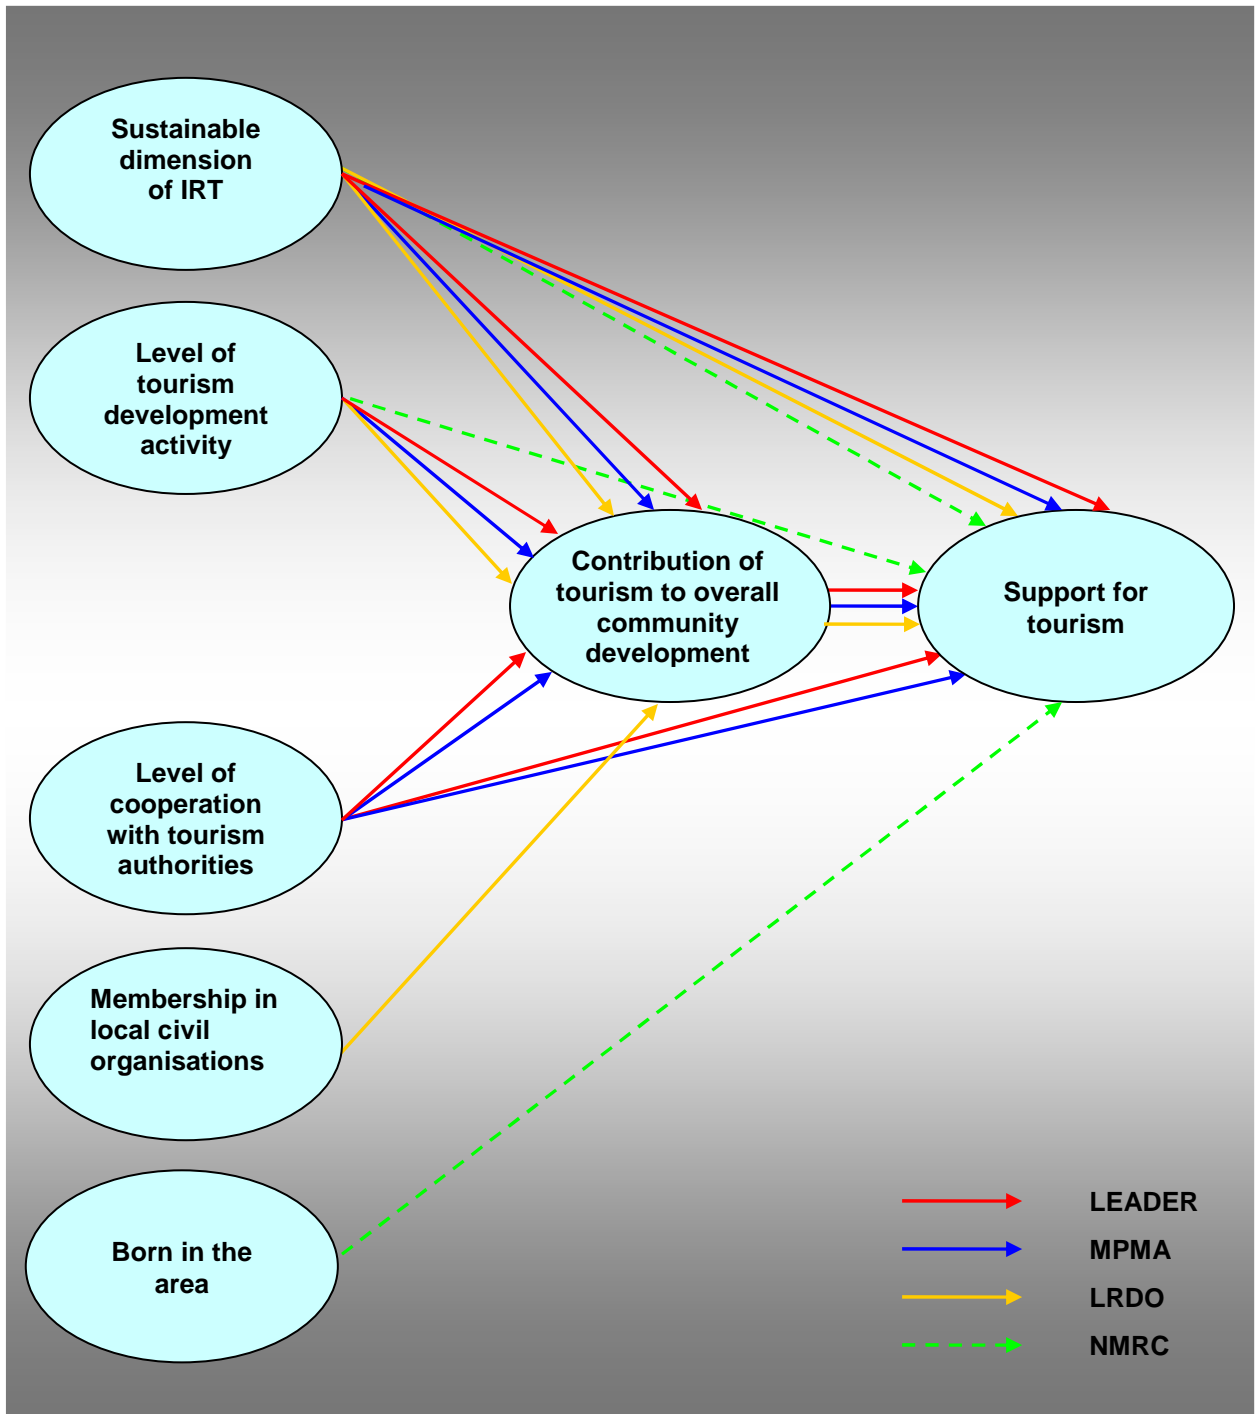 Sustainable
dimension
of IRT
Level of
tourism
development
activity
Contribution of
tourism to overall
community
development
Support for
tourism
Level of
cooperation
with tourism
authorities
Membership in
local civil
organisations
Born in the
area
LEADER
MPMA
LRDO
NMRC